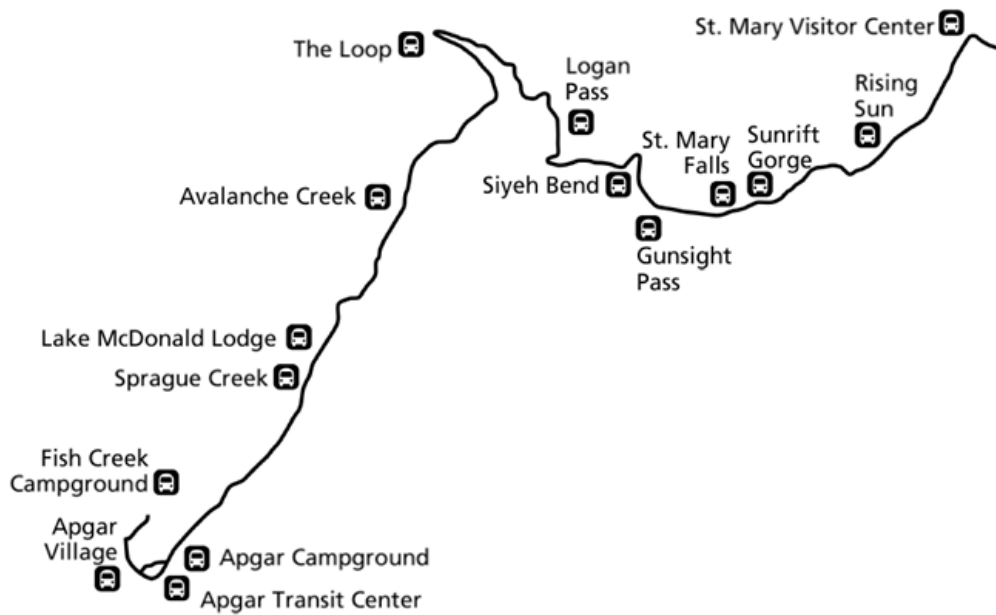 St. Mary Visitor Center
The Loop
Logan
Pass
Rising
Sun
St. Mary
Falls
Sunrift
Gorge
Avalanche Creek
Siyeh Bend
Gunsight
Pass
Lake McDonald Lodge
Sprague Creek
Fish Creek
Campground
Apgar
Village
Apgar Campground
Apgar Transit Center